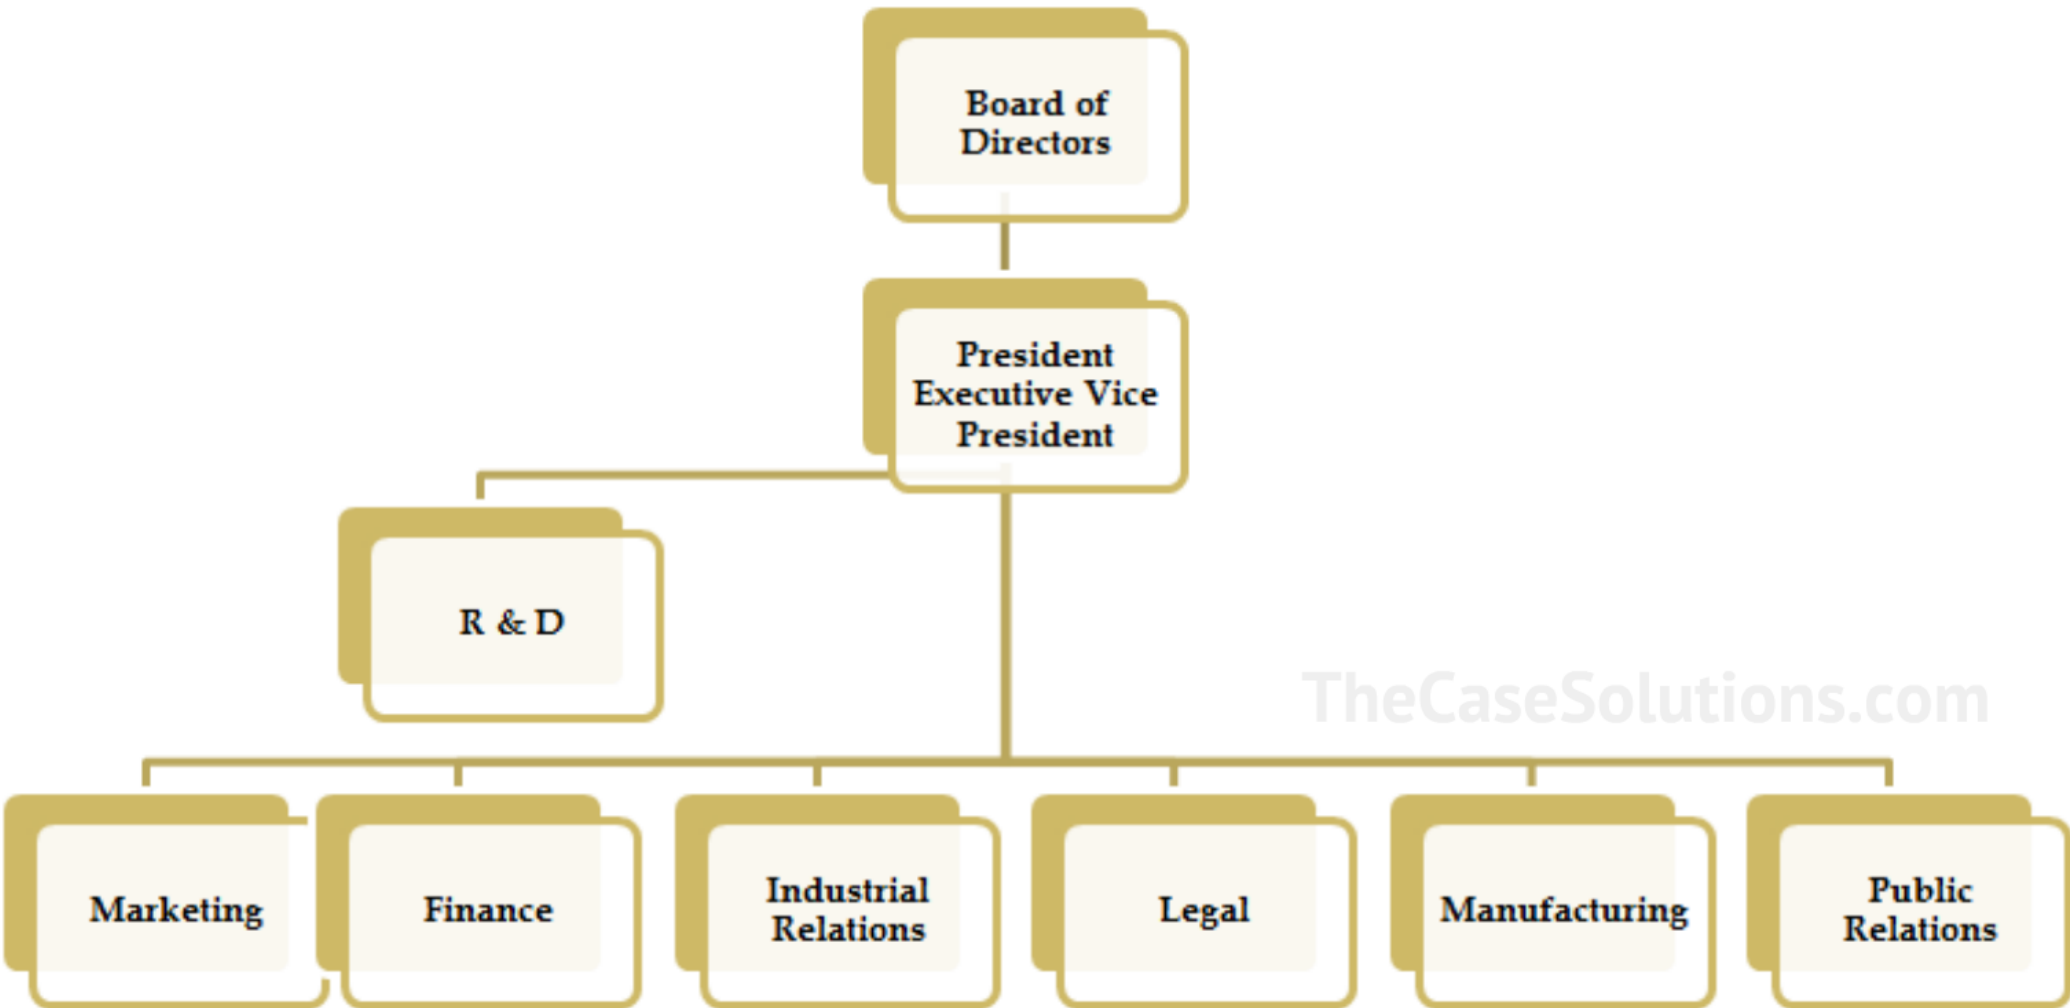 Board of
Directors
President
Executive Vice
President
R & D
TheCaseSolutions.com
Marketing
Finance
Industrial
Relations
Legal
Manufacturing
Public
Relations